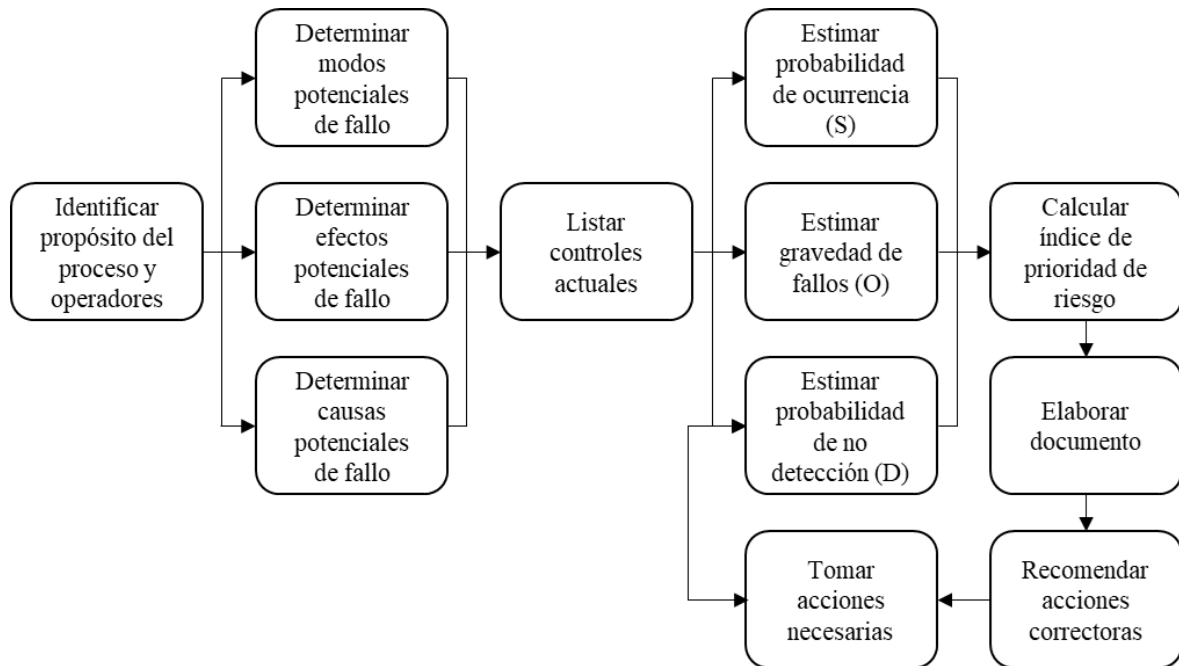 Identificar
propósito del
proceso y
operadores
Determinar
modos
potenciales
de fallo
Determinar
efectos
potenciales
de fallo
Determinar
causas
potenciales
de fallo
Listar
controles
actuales
Estimar
probabilidad
de ocurrencia
(S)
Estimar
gravedad de
fallos (O)
Estimar
probabilidad
de no
detección (D)
Calcular
índice de
prioridad de
riesgo
Elaborar
documento
Recomendar
acciones
correctoras
Tomar
acciones
necesarias